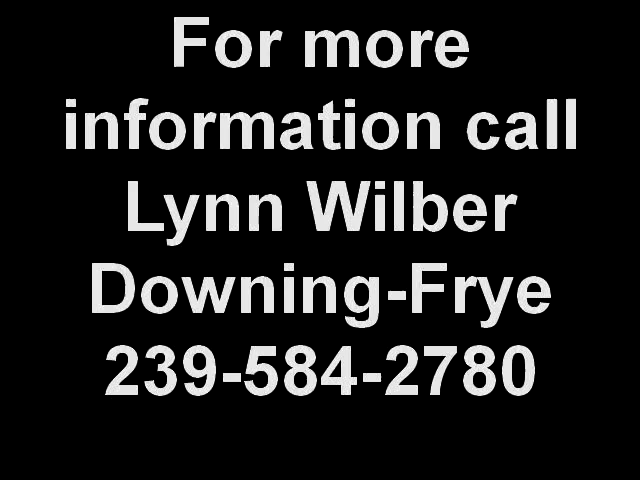 For more
information call
Lynn Wilber
Downing-Frye
239-584-2780